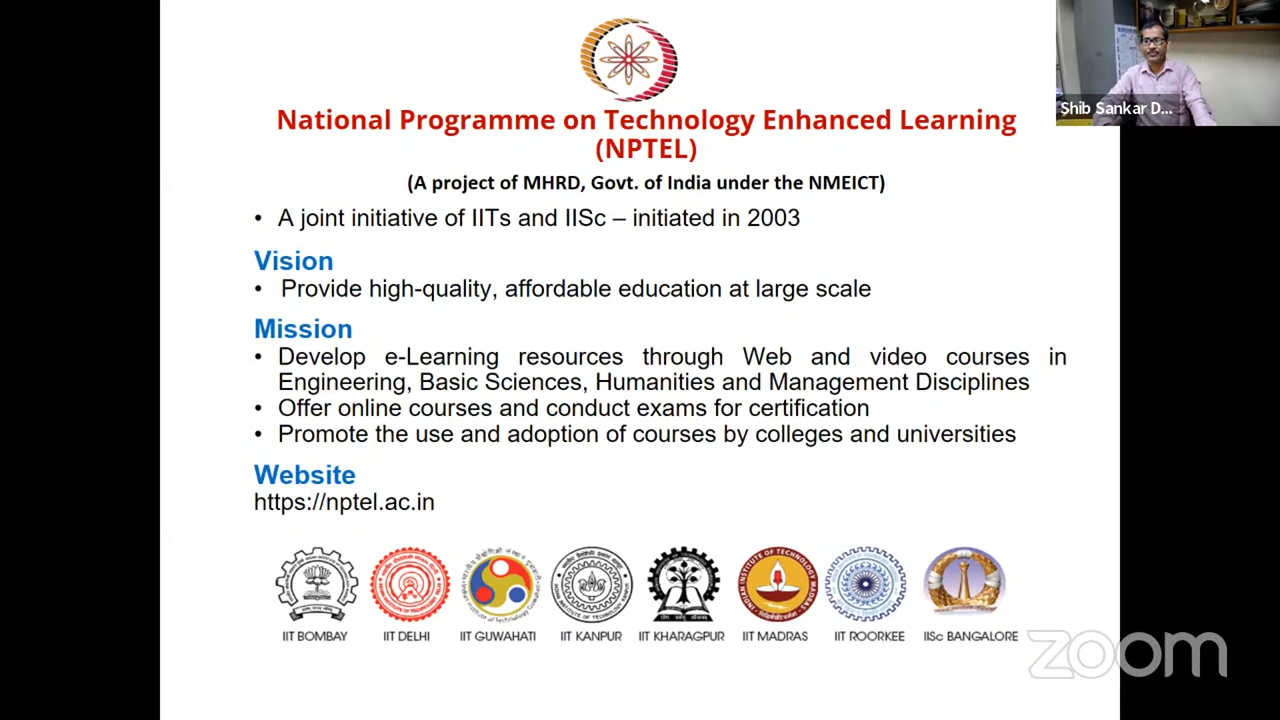 National Programme on Technology Enhanced Learning
(NPTEL)
(A project of MHRD, Govt. of India under the NMEICT)
• A joint initiative of IITs and IISc – initiated in 2003
Vision
• Provide high-quality, affordable education at large scale
Mission
• Develop e-Learning resources through Web and video courses in
Engineering, Basic Sciences, Humanities and Management Disciplines
• Offer online courses and conduct exams for certification
• Promote the use and adoption of courses by colleges and universities
Website
https://nptel.ac.in
INSTITUTE OF TECHNOLOGY MADRAS
IIT BOMBAY
IIT DELHI
IIT GUWAHATI
IIT KANPUR
IIT KHARAGPUR
IIT MADRAS
IIT ROORKEE
IISc BANGALORE
Shib Sankar D...
zoom